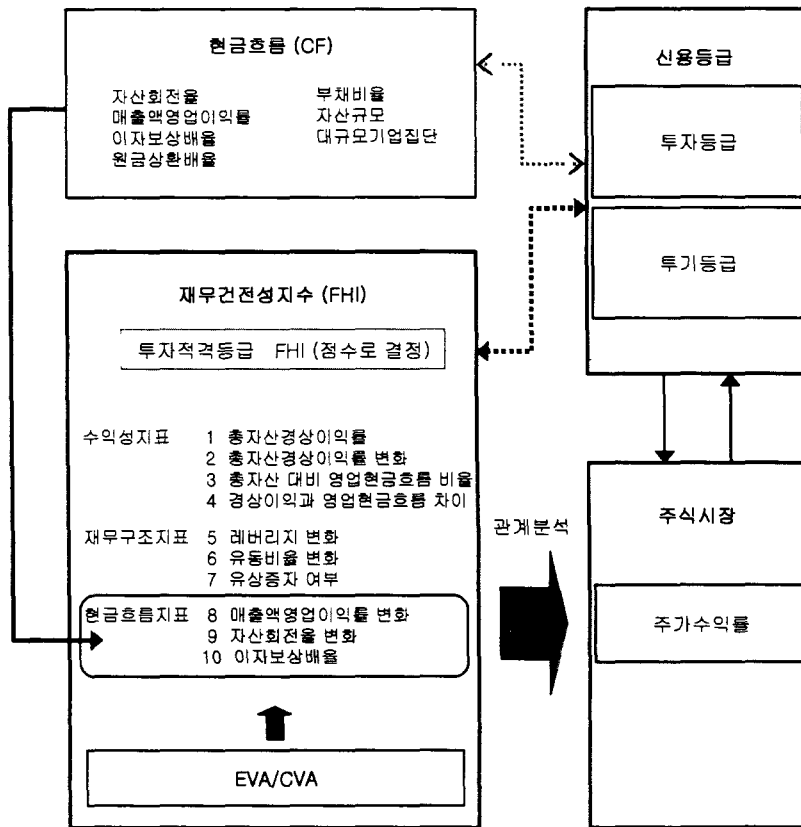 현금흐름 (CF)
자산회전율
매출액영업이익률
이자보상배율
원금상환배율
부채비율
자산규모
대규모기업집단
신용등급
투자등급
투기등급
재무건전성지수 (FHI)
투자적격등급 FHI (점수로 결정)
수익성지표 1 총자산경상이익률
2 총자산경상이익률 변화
3 총자산 대비 영업현금흐름 비율
4 경상이익과 영업현금흐름 차이
재무구조지표 5 레버리지 변화
6 유동비율 변화
7 유상증자 여부
현금흐름지표 8 매출액영업이익률 변화
9 자산회전율 변화
10 이자보상배율
EVA/CVA
관계분석
주식시장
주가수익률